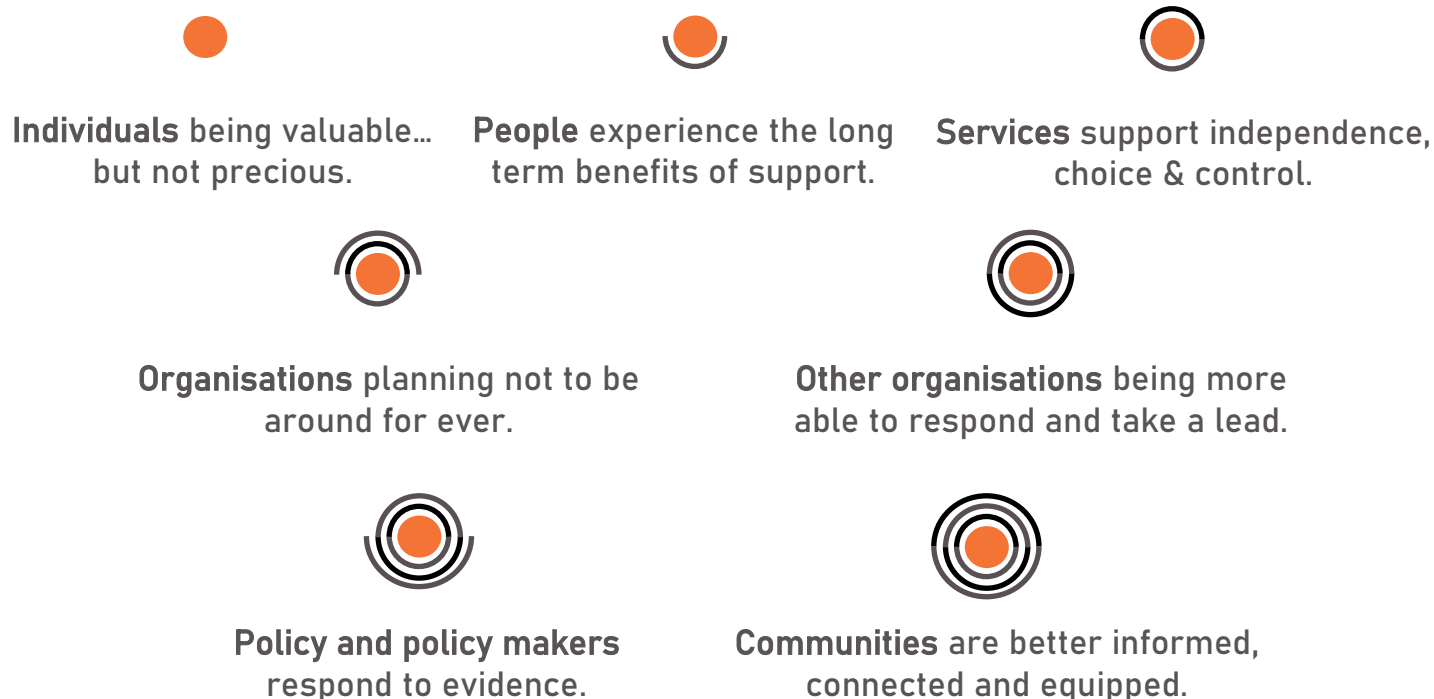 Individuals being valuable...
but not precious.
People experience the long
term benefits of support.
Services support independence,
choice & control.
Organisations planning not to be
around for ever.
Other organisations being more
able to respond and take a lead.
Policy and policy makers
respond to evidence.
Communities are better informed,
connected and equipped.